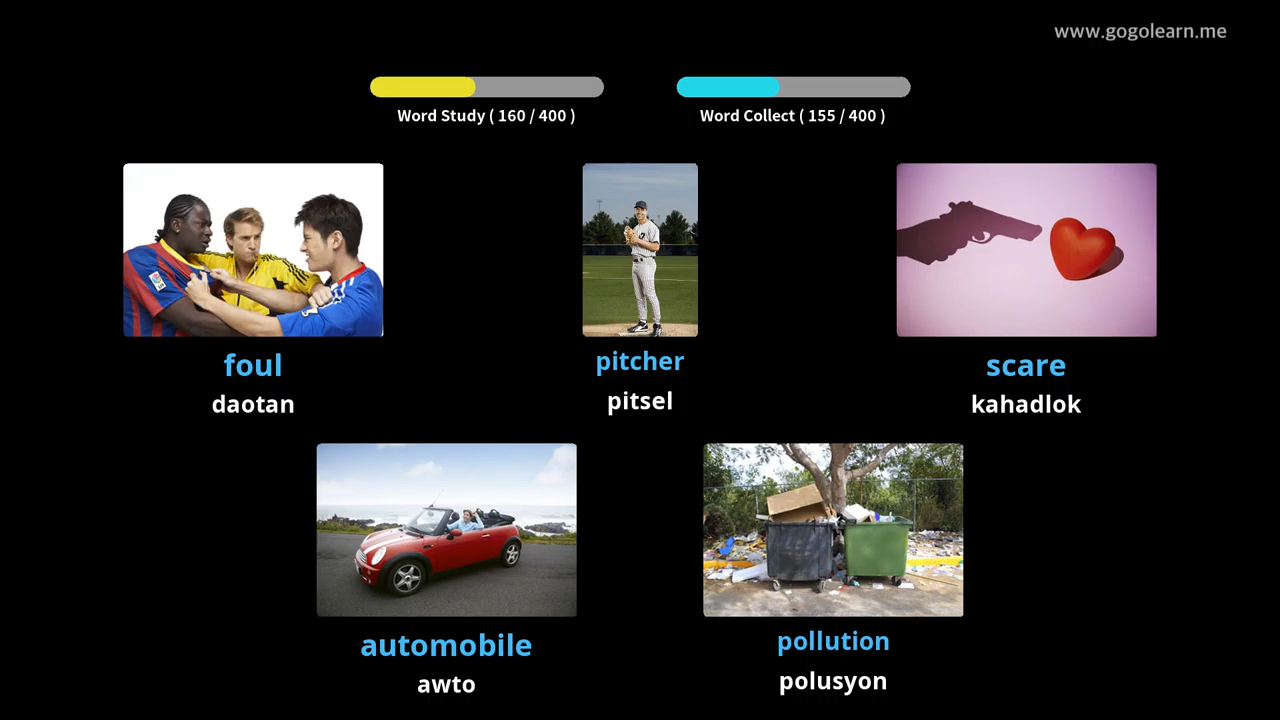 www.gogolearn.me
Word Study ( 160 / 400 )
Word Collect ( 155 / 400 )
foul
daotan
pitcher
pitsel
scare
kahadlok
automobile
awto
pollution
polusyon